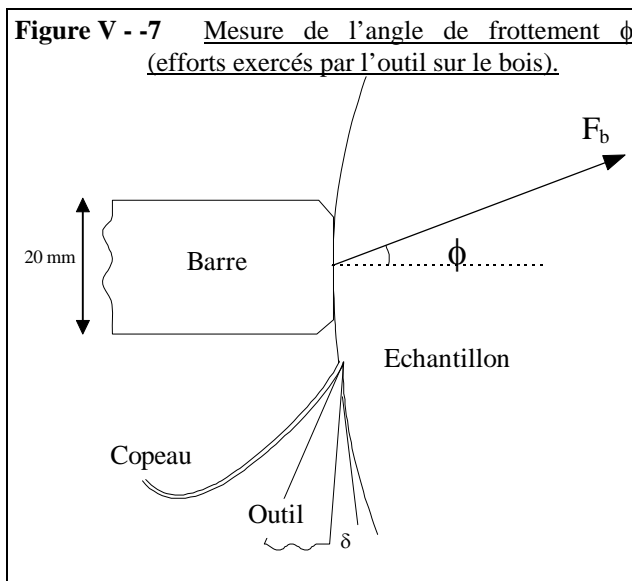 Figure V - -7 Mesure de l’angle de frottement ϕ
(efforts exercés par l’outil sur le bois).
F_b
20 mm
Barre
ϕ
Echantillon
Copeau
Outil
δ